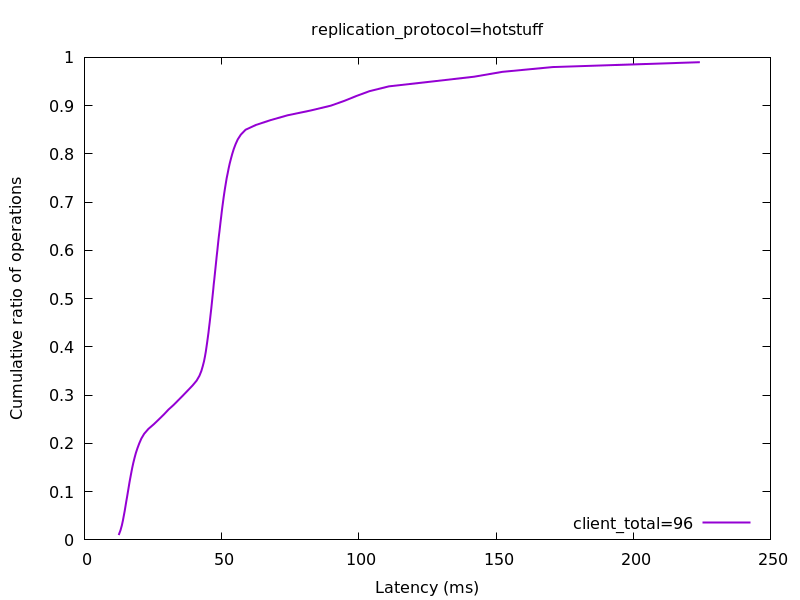 replication_protocol=hotstuff
1
0.9
0.8
0.7
0.6
0.5
0.4
0.3
0.2
0.1
0
Cumulative ratio of operations
client_total=96
0 50 100 150 200 250
Latency (ms)